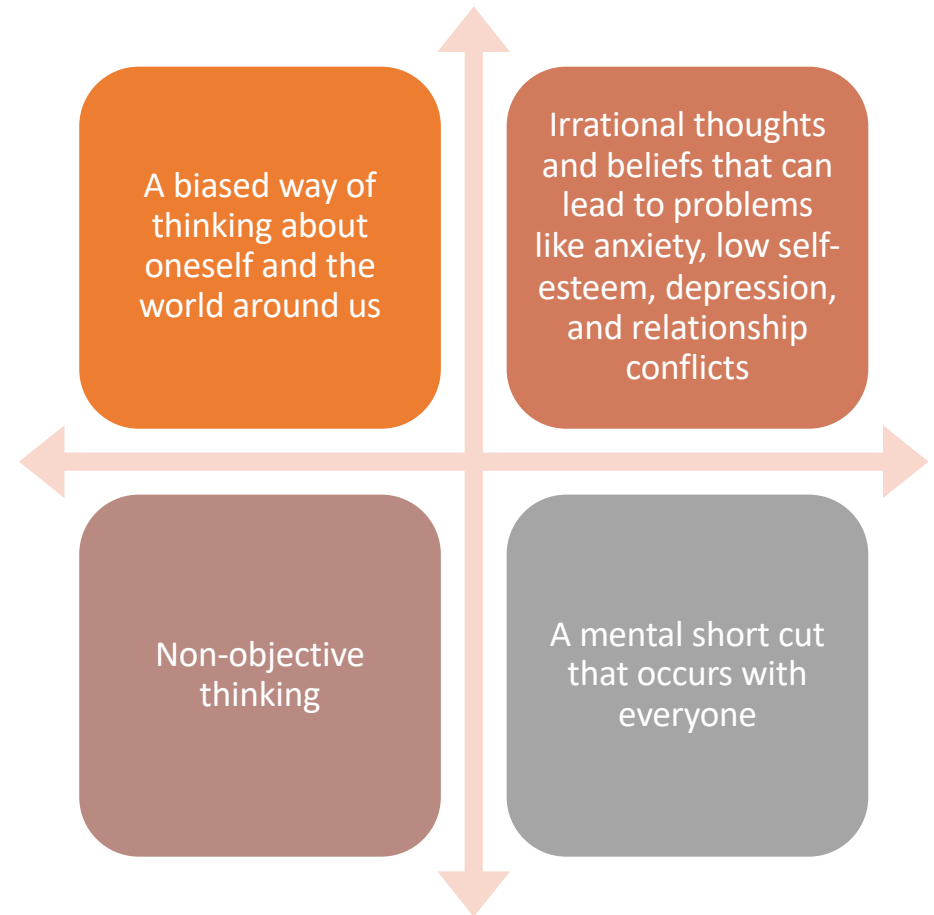 A biased way of
thinking about
oneself and the
world around us
Irrational thoughts
and beliefs that can
lead to problems
like anxiety, low self-
esteem, depression,
and relationship
conflicts
Non-objective
thinking
A mental short cut
that occurs with
everyone